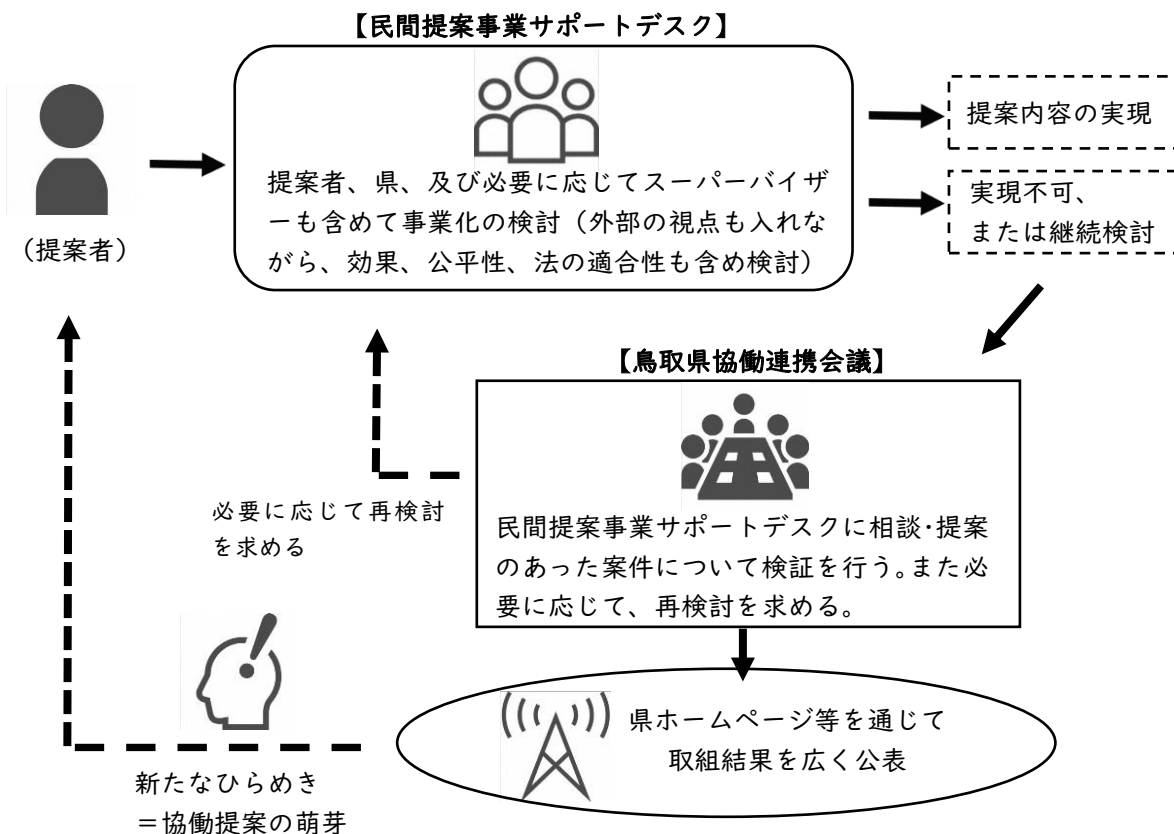 【民間提案事業サポートデスク】
(提案者)
提案者、県、及び必要に応じてスーパーバイザ
ーも含めて事業化の検討(外部の視点も入れな
がら、効果、公平性、法の適合性も含め検討)
提案内容の実現
実現不可、
または継続検討
【鳥取県協働連携会議】
民間提案事業サポートデスクに相談・提案
のあった案件について検証を行う。また必
要に応じて、再検討を求める。
必要に応じて再検討
を求める
県ホームページ等を通じて
取組結果を広く公表
新たなひらめき
=協働提案の萌芽